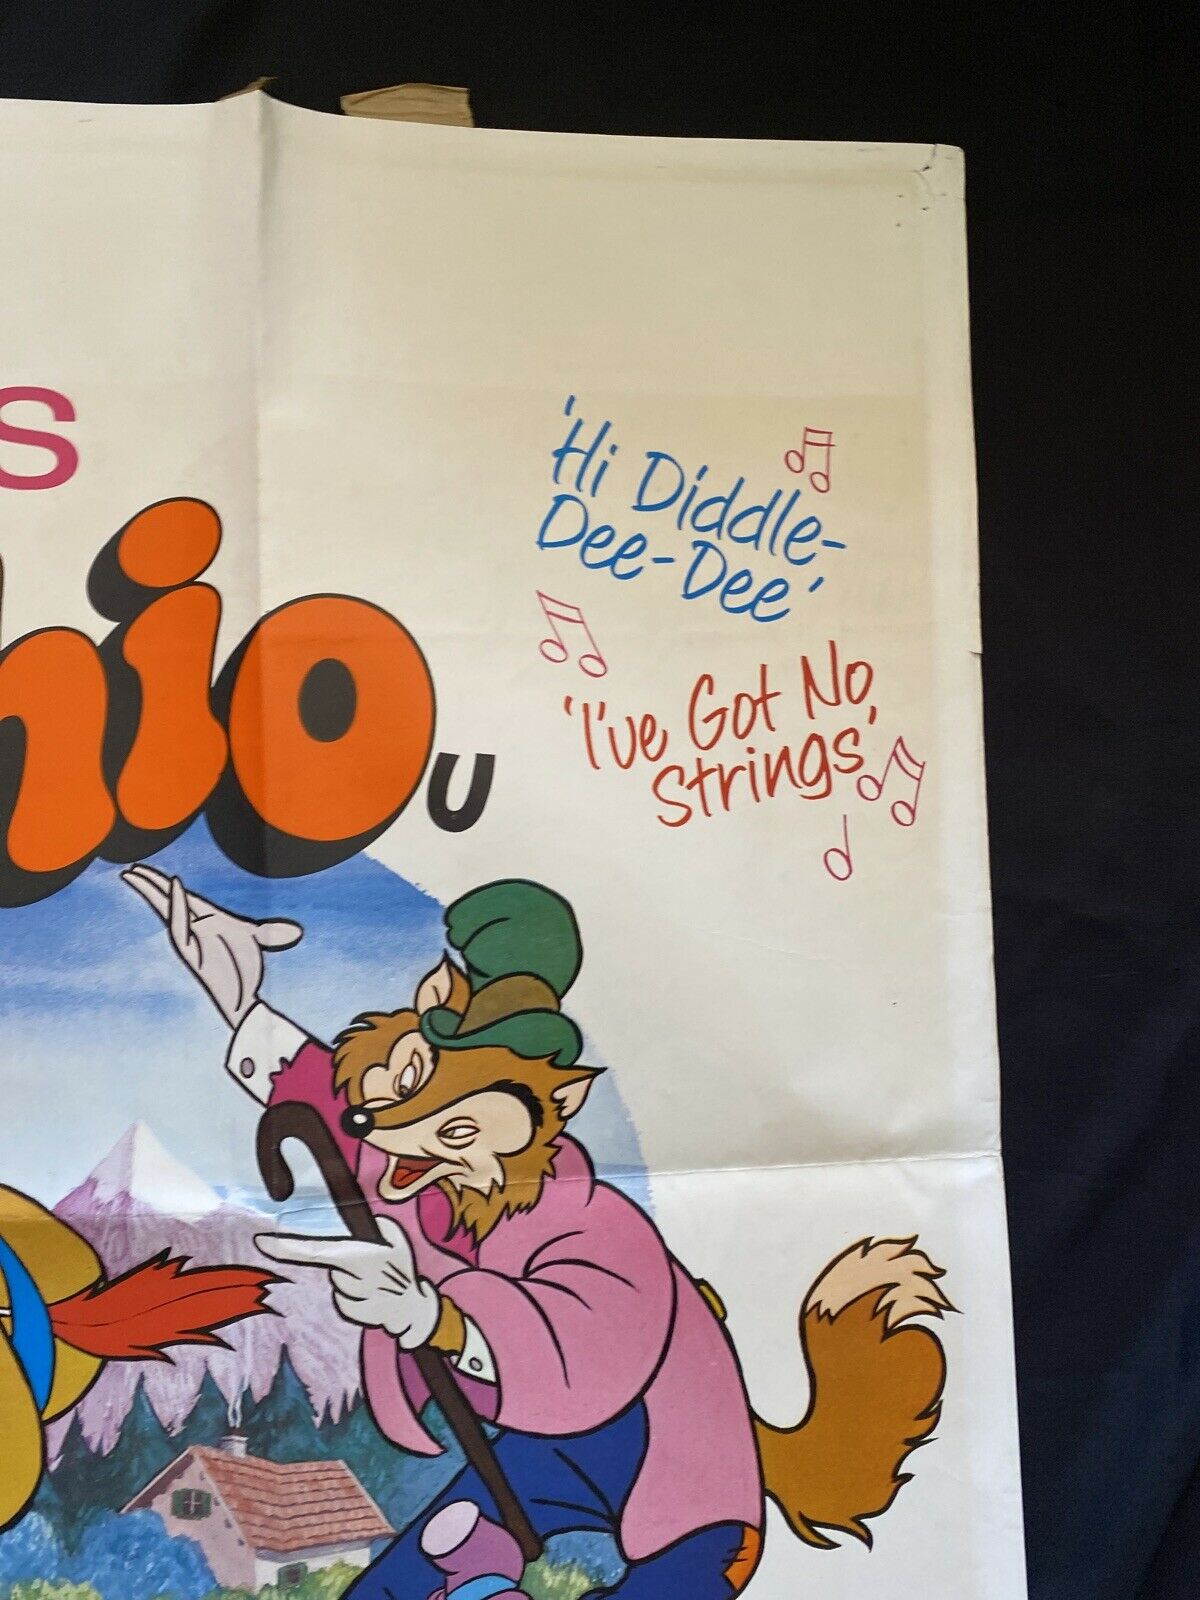 s
hio
U
'Hi Diddle-
Dee-Dee'
'I've Got No
Strings'